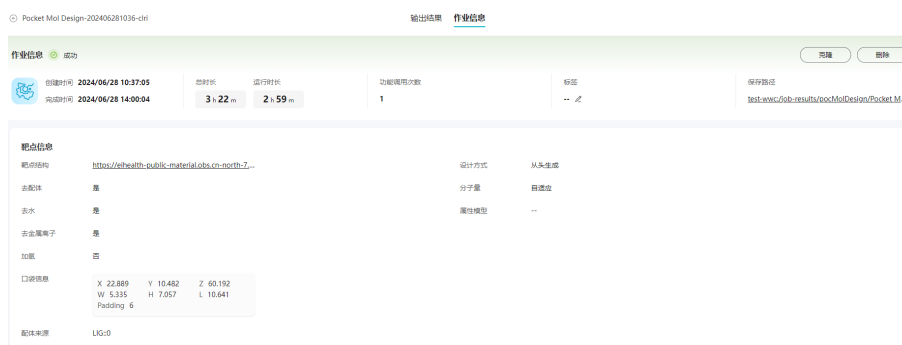 Pocket Mol Design-202406281036-clri
输出结果 作业信息
作业信息 成功 克隆 删除
创建时间 2024/06/28 10:37:05 总时长 运行时长 功能调用次数 标签 保存路径
完成时间 2024/06/28 14:00:04 3 h 22 m 2 h 59 m 1 -- test-wwc:/job-results/pocMolDesign/Pocket M...
靶点信息
靶点结构 https://eihealth-public-material.obs.cn-north-7.... 设计方式 从头生成
去配体 是 分子量 自适应
去水 是 属性模型 --
去金属离子 是
加氢 否
口袋信息 X 22.889 Y 10.482 Z 60.192
W 5.335 H 7.057 L 10.641
Padding 6
配体来源 LIG::0